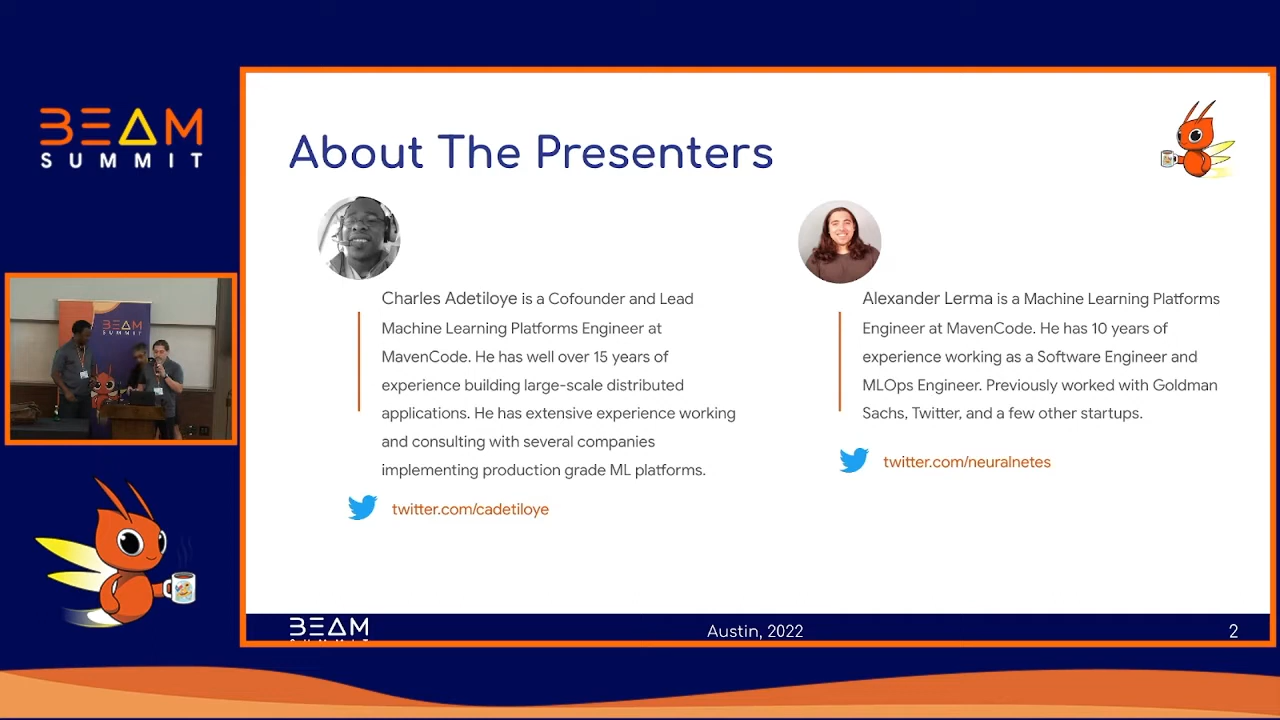 BEAM
SUMMIT
About The Presenters
Charles Adetiloye is a Cofounder and Lead
Machine Learning Platforms Engineer at
MavenCode. He has well over 15 years of
experience building large-scale distributed
applications. He has extensive experience working
and consulting with several companies
implementing production grade ML platforms.
twitter.com/cadetiloye
Alexander Lerma is a Machine Learning Platforms
Engineer at MavenCode. He has 10 years of
experience working as a Software Engineer and
MLOps Engineer. Previously worked with Goldman
Sachs, Twitter, and a few other startups.
twitter.com/neuralnetes
BEAM
SUMMIT
BEAM
Austin, 2022
2